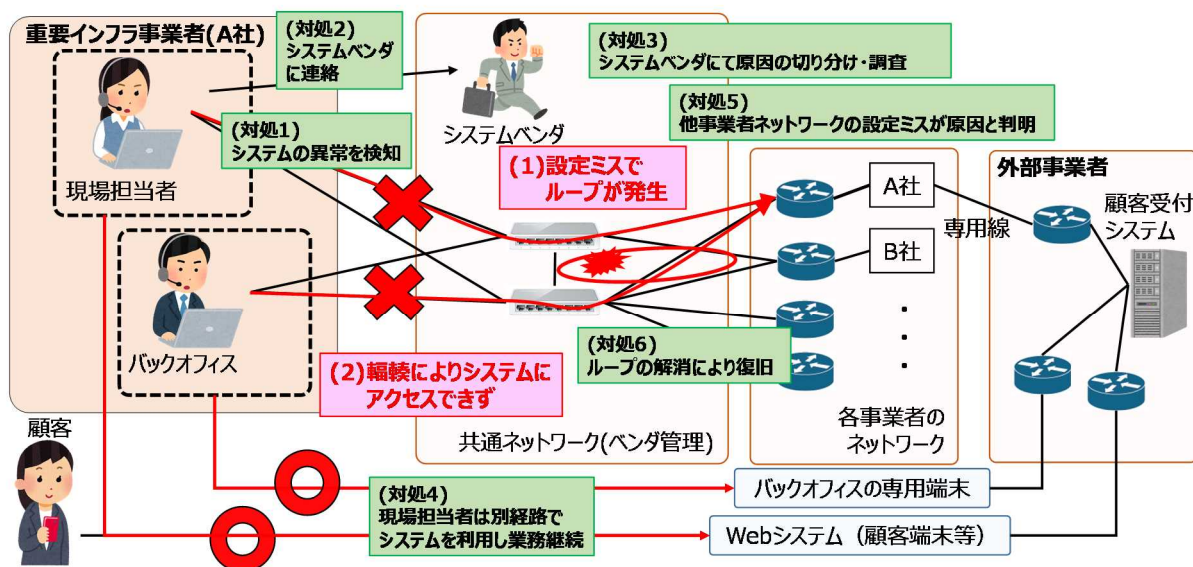 重要インフラ事業者(A社)
現場担当者
バックオフィス
顧客
(対処2)
システムベンダ
に連絡
(対処1)
システムの異常を検知
システムベンダ
(対処3)
システムベンダにて原因の切り分け・調査
(対処5)
他事業者ネットワークの設定ミスが原因と判明
(1)設定ミスで
ループが発生
(2)輻輳によりシステムに
アクセスできず
(対処6)
ループの解消により復旧
共通ネットワーク(ベンダ管理)
A社
B社
・
・
・
各事業者の
ネットワーク
専用線
外部事業者
顧客受付
システム
(対処4)
現場担当者は別経路で
システムを利用し業務継続
バックオフィスの専用端末
Webシステム（顧客端末等）